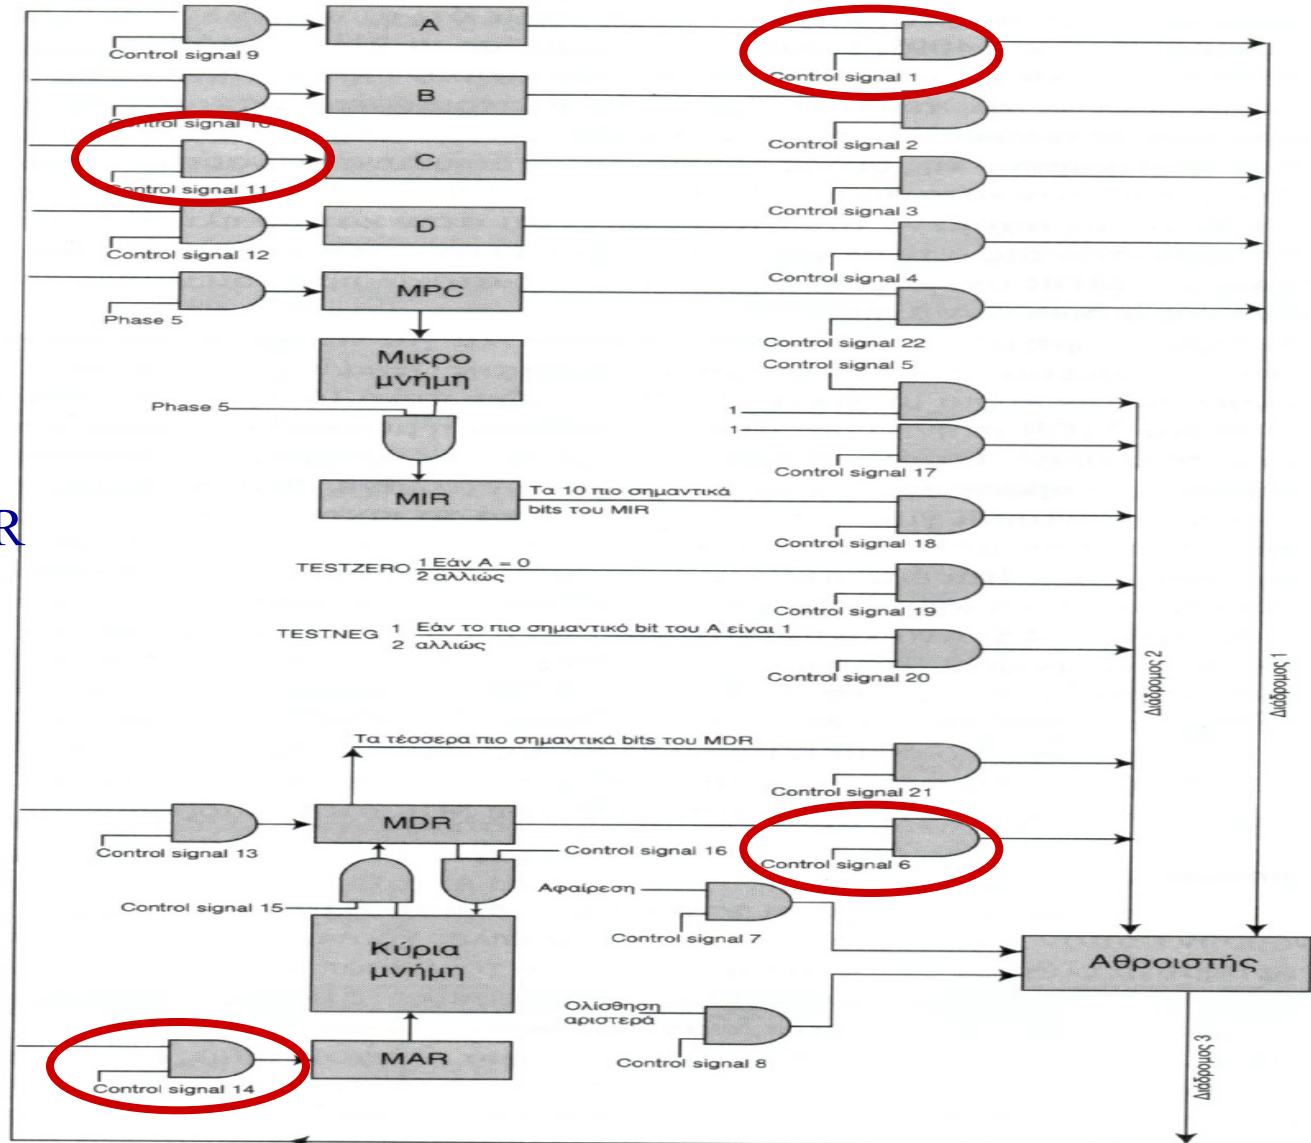 A
Control signal 9
Control signal 1
B
Control signal 10
Control signal 2
C
Control signal 11
Control signal 3
D
Control signal 12
Control signal 4
MPC
Phase 5
Control signal 22
Μικρο
μνήμη
Control signal 5
Phase 5
1
1
Control signal 17
MIR
Τα 10 πιο σημαντικά
bits του MIR
R
Control signal 18
TESTZERO 1 Εάν A = 0
2 αλλιώς
Control signal 19
TESTNEG 1 Εάν το πιο σημαντικό bit του A είναι 1
2 αλλιώς
Control signal 20
Διάδρομος 2
Διάδρομος 1
Τα τέσσερα πιο σημαντικά bits του MDR
Control signal 21
MDR
Control signal 13
Control signal 16
Control signal 6
Αφαίρεση
Control signal 15
Control signal 7
Κύρια
μνήμη
Αθροιστής
Ολίσθηση
αριστερά
Control signal 8
MAR
Control signal 14
Διάδρομος 3